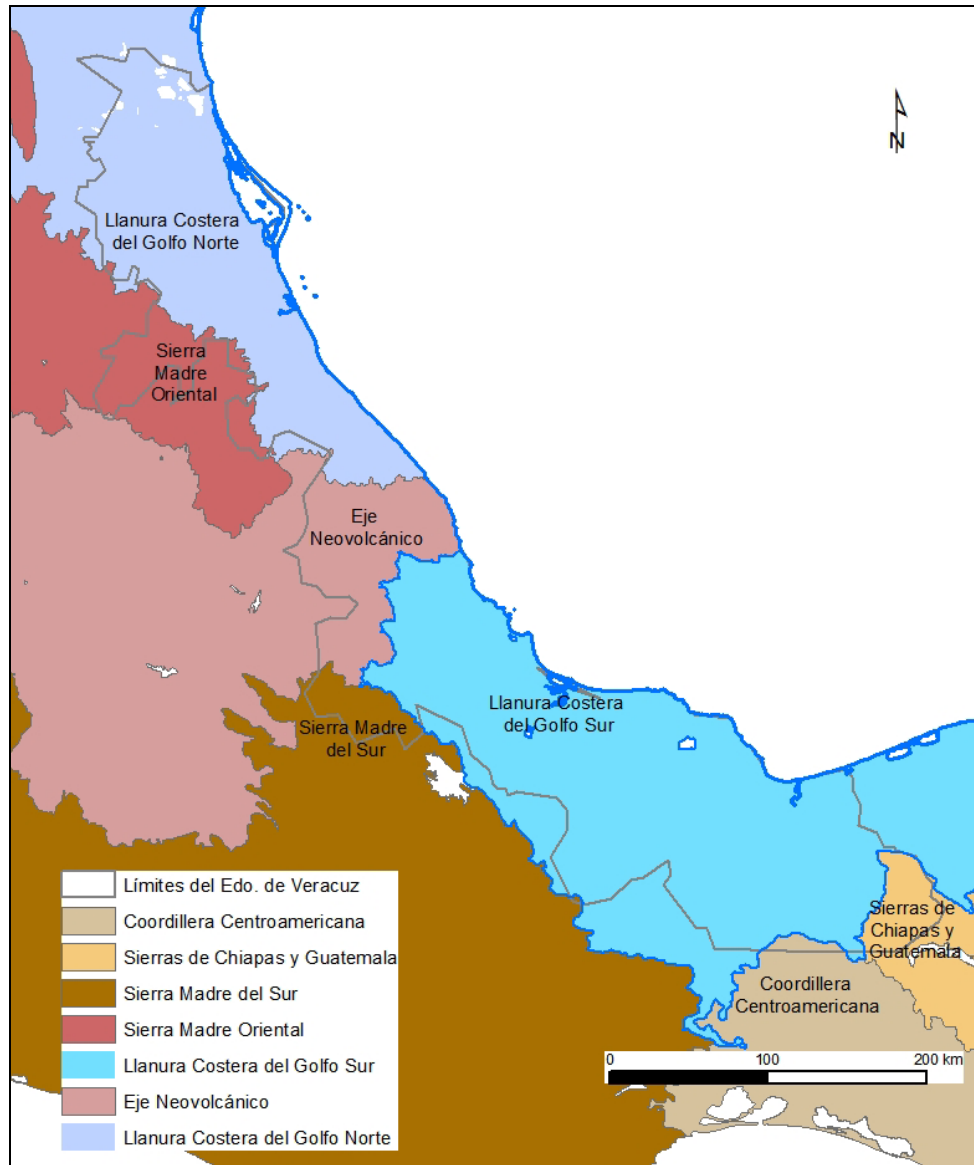 N
Llanura Costera
del Golfo Norte
Sierra
Madre
Oriental
Eje
Neovolcánico
Llanura Costera
del Golfo Sur
Sierra Madre
del Sur
Sierras de
Chiapas y
Guatemala
Coordillera
Centroamericana
Límites del Edo. de Veracuz
Coordillera Centroamericana
Sierras de Chiapas y Guatemala
Sierra Madre del Sur
Sierra Madre Oriental
Llanura Costera del Golfo Sur
Eje Neovolcánico
Llanura Costera del Golfo Norte
0 100 200 km